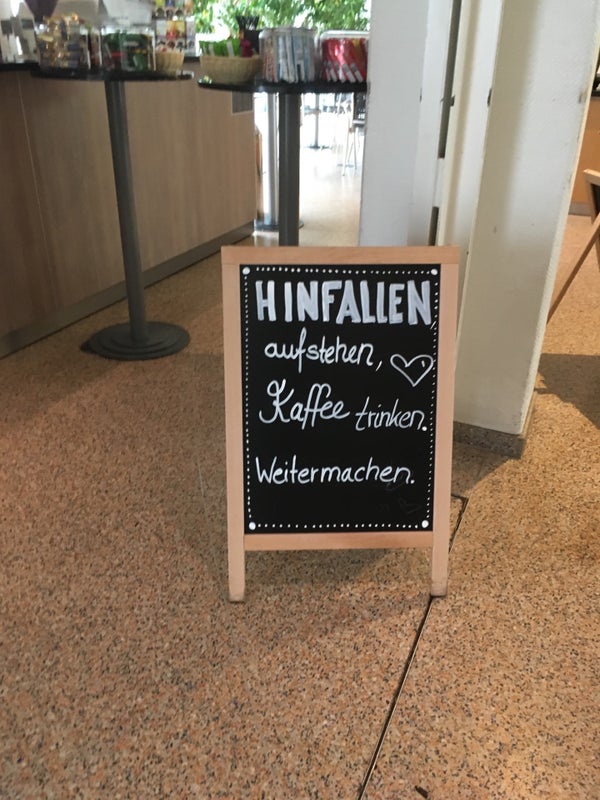 HINFALLEN
aufstehen,
Kaffee trinken.
Weitermachen.